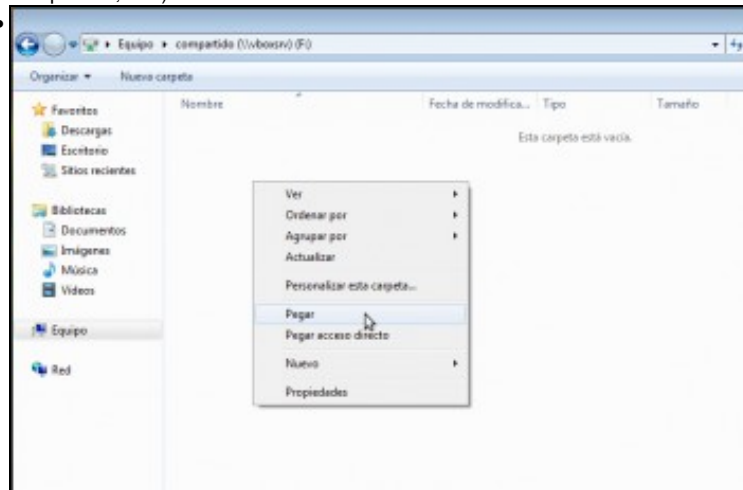 Equipo ▸ compartido (\\vboxsrv) (F:)
Organizar Nueva carpeta
Favoritos
Descargas
Escritorio
Sitios recientes
Bibliotecas
Documentos
Imágenes
Música
Vídeos
Equipo
Red
Nombre Fecha de modifica... Tipo Tamaño
Esta carpeta está vacía.
Ver
Ordenar por
Agrupar por
Actualizar
Personalizar esta carpeta...
Pegar
Pegar acceso directo
Nuevo
Propiedades